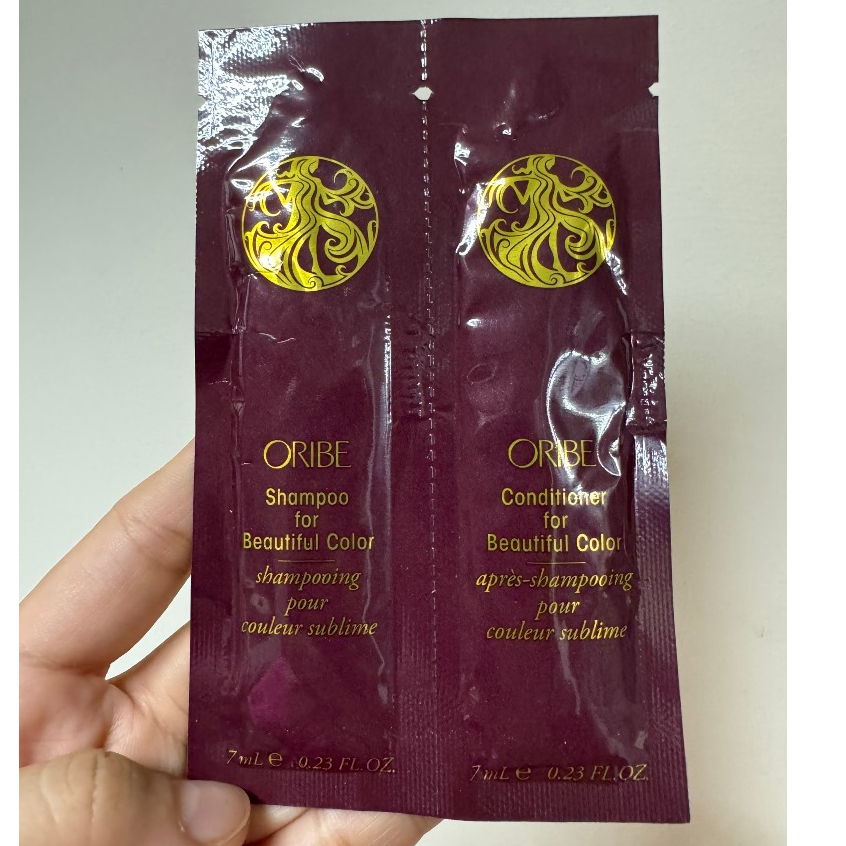 ORIBE
Shampoo
for
Beautiful Color
shampooing
pour
couleur sublime
7 mL e 0.23 FL.OZ.
ORIBE
Conditioner
for
Beautiful Color
après-shampooing
pour
couleur sublime
7 mL e 0.23 FL.OZ.